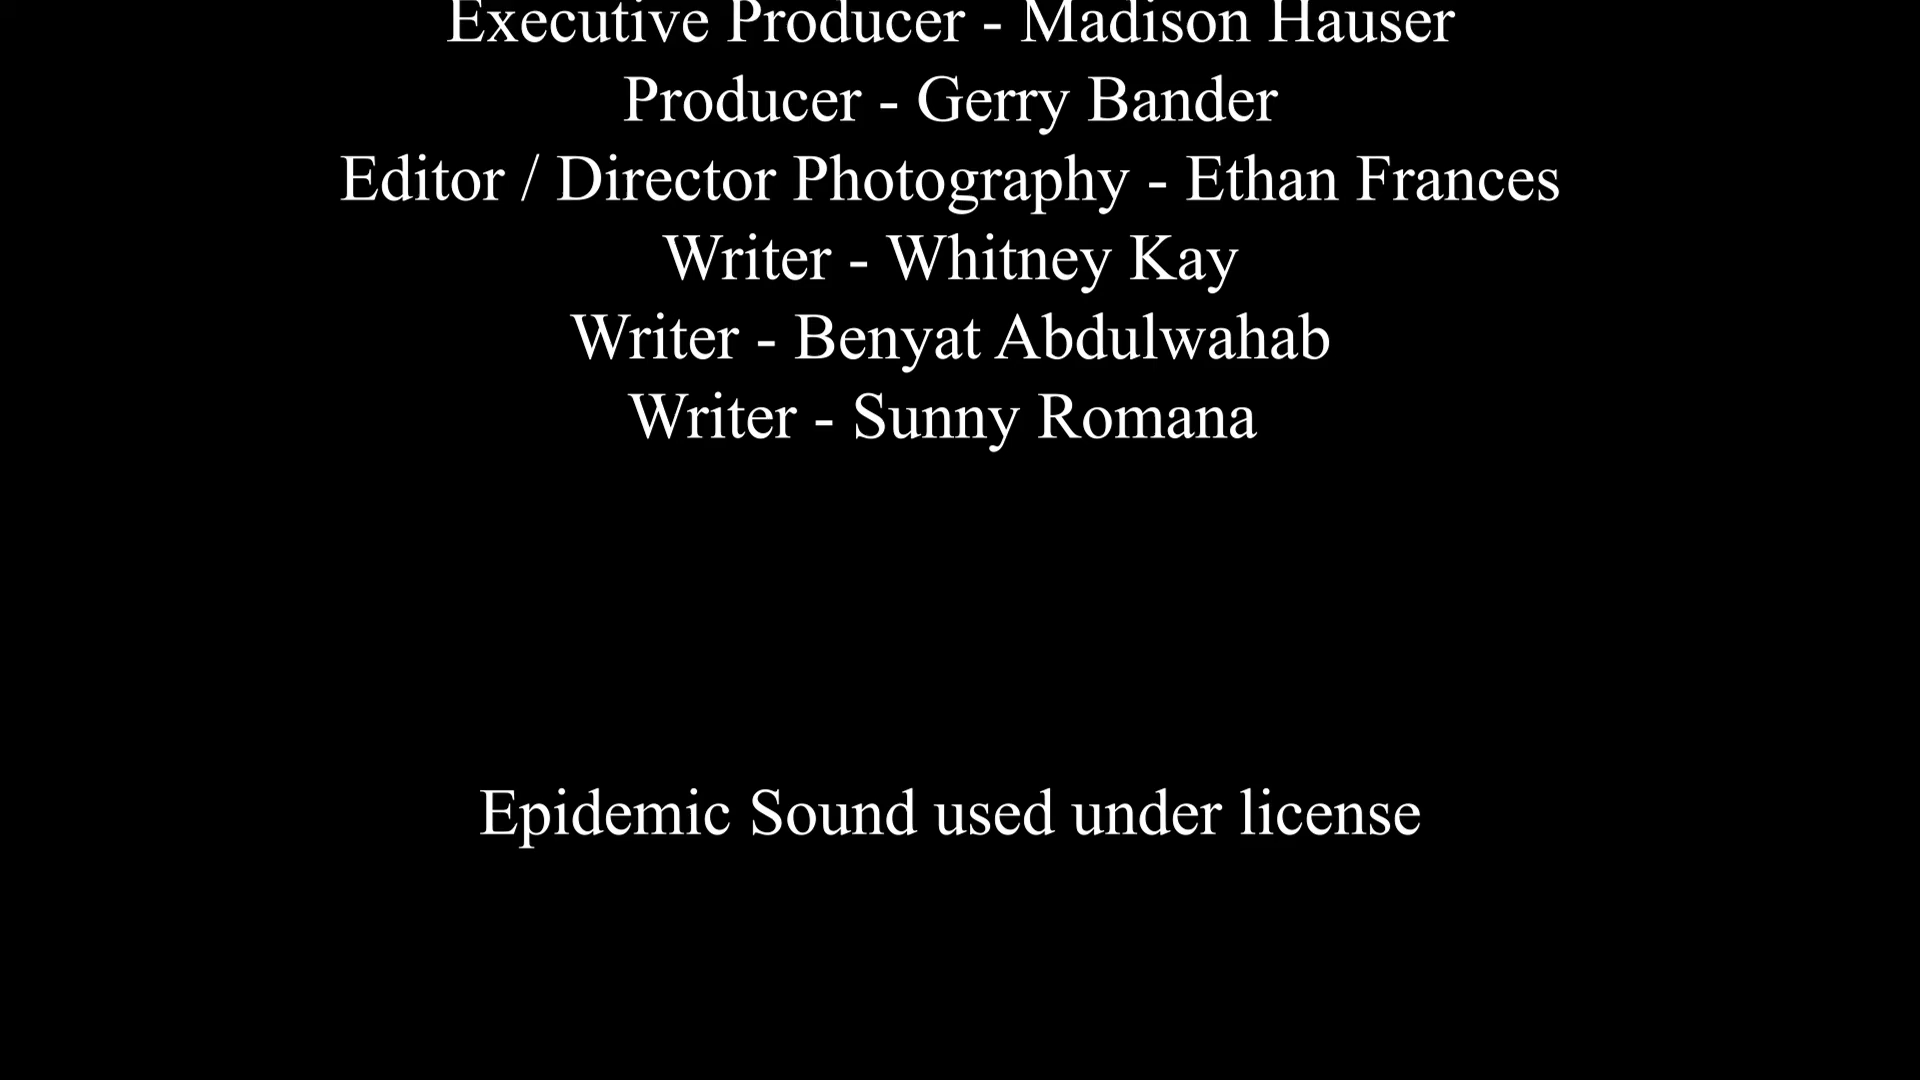 Executive Producer - Madison Hauser
Producer - Gerry Bander
Editor / Director Photography - Ethan Frances
Writer - Whitney Kay
Writer - Benyat Abdulwahab
Writer - Sunny Romana
Epidemic Sound used under license